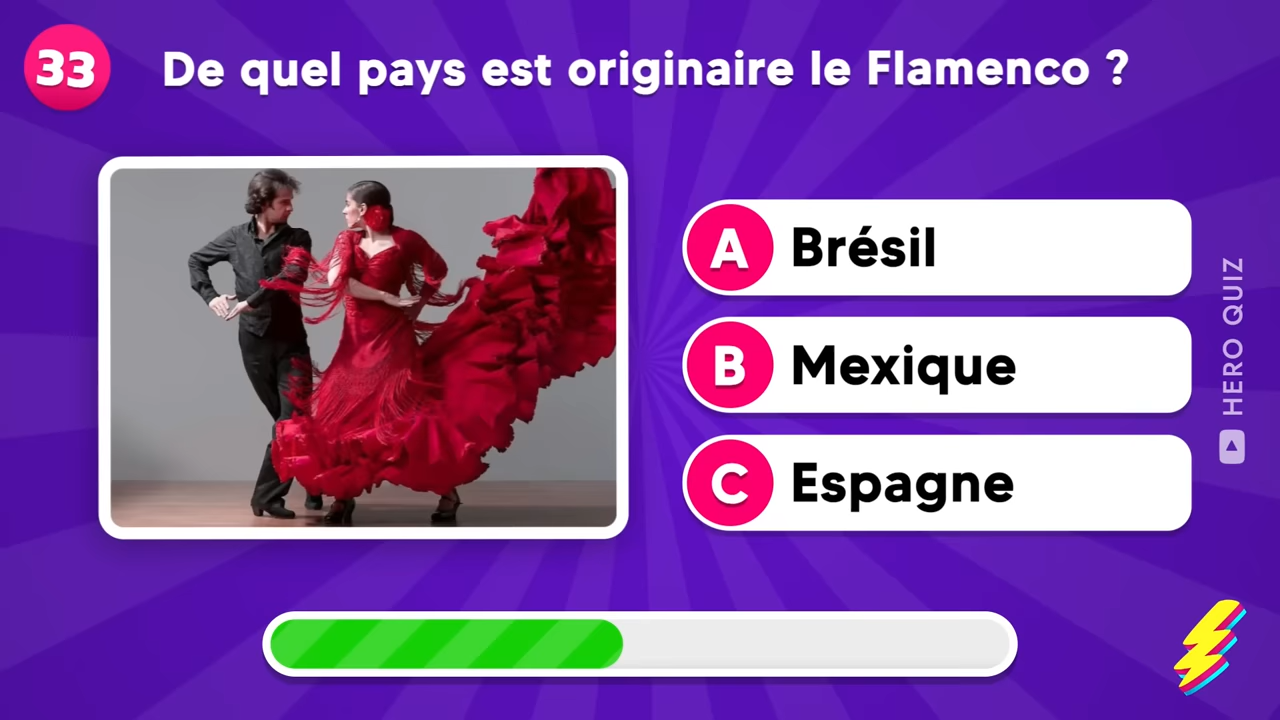 33
De quel pays est originaire le Flamenco ?
A Brésil
B Mexique
C Espagne
HERO QUIZ